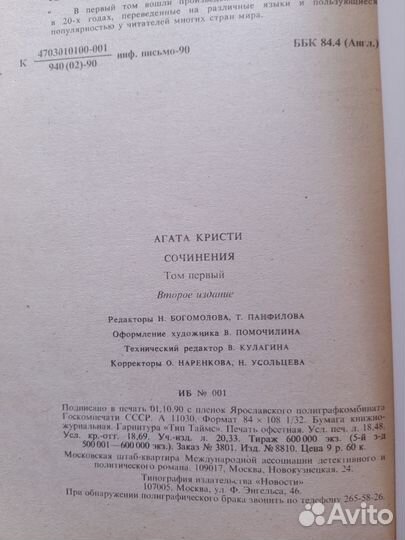 В первый том вошли произвед
в 20-х годах, переведенные на различные языки и пользующиеся
популярностью у читателей многих стран мира.
К 4703010100-001 инф. письмо-90
940 (02)-90
ББК 84.4 (Англ.)
АГАТА КРИСТИ
СОЧИНЕНИЯ
Том первый
Второе издание
Редакторы Н. БОГОМОЛОВА, Т. ПАНФИЛОВА
Оформление художника В. ПОМОЧИЛИНА
Технический редактор В. КУЛАГИНА
Корректоры О. НАРЕНКОВА, Н. УСОЛЬЦЕВА
ИБ № 001
Подписано в печать 01.10.90 с пленок Ярославского полиграфкомбината
Госкомпечати СССР. А 11030. Формат 84 × 108 1/32. Бумага книжно-
журнальная. Гарнитура «Тип Таймс». Печать офсетная. Усл. печ. л. 18,48.
Усл. кр.-отт. 18,69. Уч.-изд. л. 20,33. Тираж 600 000 экз. (5-й з-д
500 001—600 000 экз.). Заказ № 3801. Изд. № 8810. Цена 9 р. 60 к.
Московская штаб-квартира Международной ассоциации детективного и
политического романа. 109017, Москва, Новокузнецкая, 24.
Типография издательства «Новости»
107005, Москва, ул. Ф. Энгельса, 46.
При обнаружении полиграфического брака звонить по телефону 265-58-26.
Avito